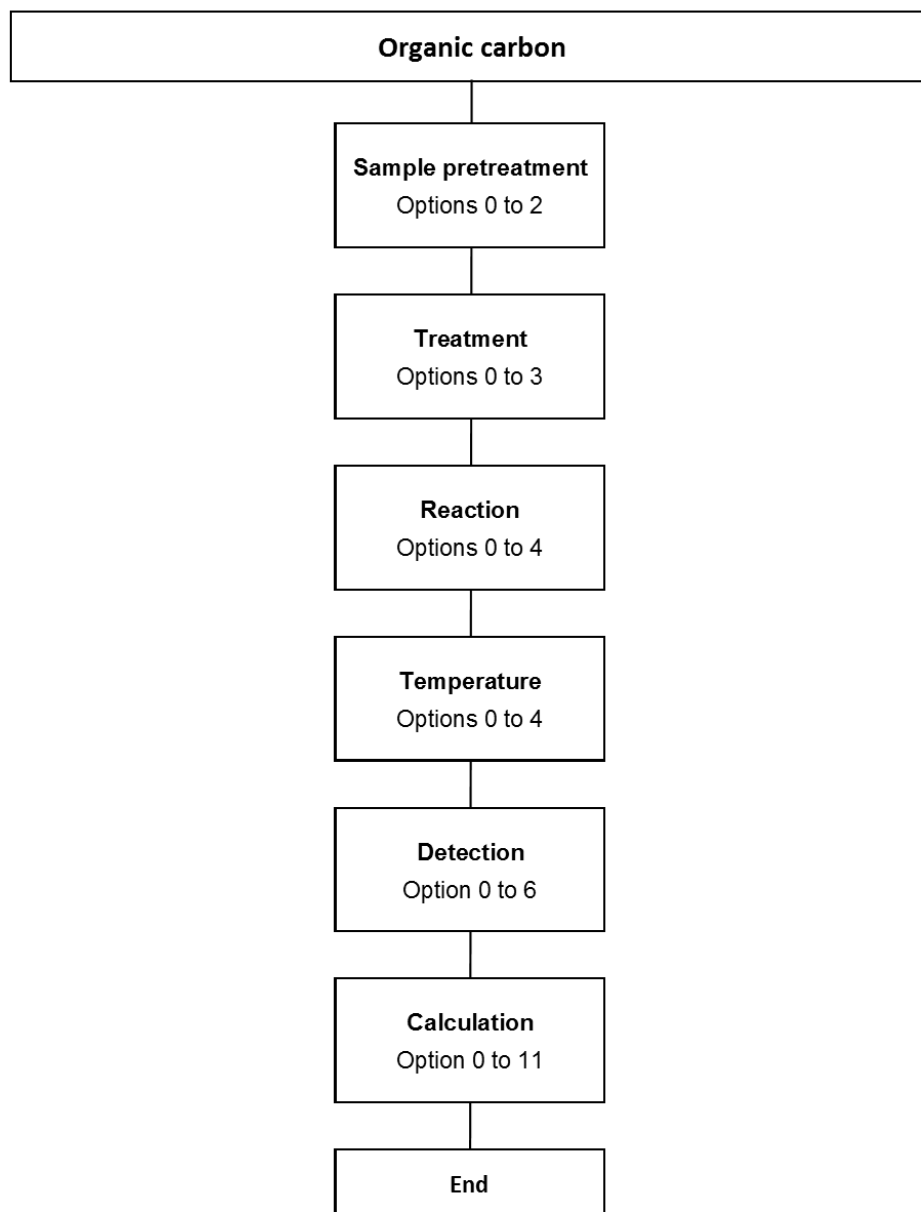 Organic carbon
Sample pretreatment
Options 0 to 2
Treatment
Options 0 to 3
Reaction
Options 0 to 4
Temperature
Options 0 to 4
Detection
Option 0 to 6
Calculation
Option 0 to 11
End